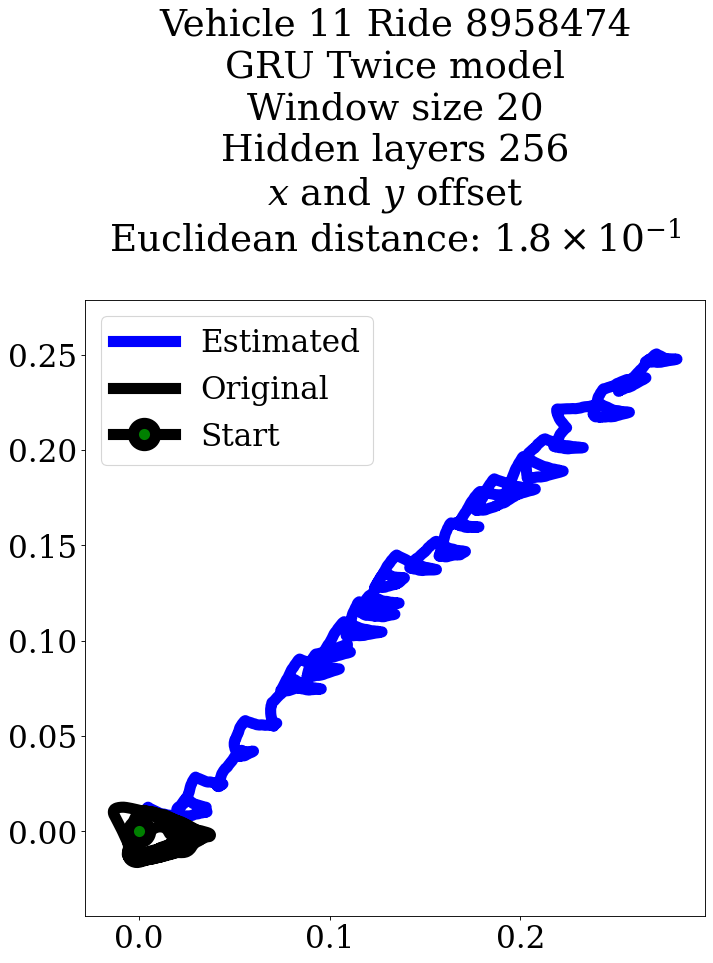 Vehicle 11 Ride 8958474
GRU Twice model
Window size 20
Hidden layers 256
x and y offset
Euclidean distance: 1.8 × 10⁻¹
Estimated
Original
Start
0.25
0.20
0.15
0.10
0.05
0.00
0.0 0.1 0.2